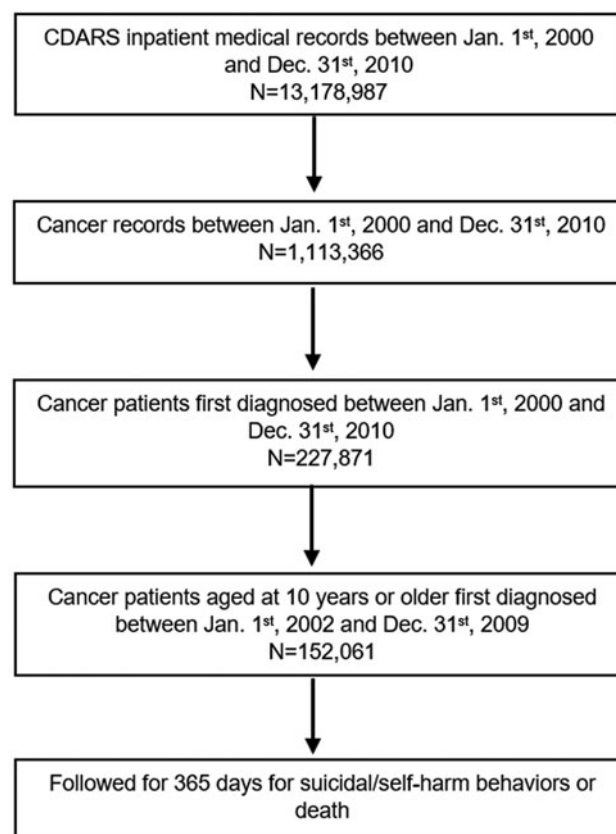 CDARS inpatient medical records between Jan. 1st, 2000
and Dec. 31st, 2010
N=13,178,987
Cancer records between Jan. 1st, 2000 and Dec. 31st, 2010
N=1,113,366
Cancer patients first diagnosed between Jan. 1st, 2000 and
Dec. 31st, 2010
N=227,871
Cancer patients aged at 10 years or older first diagnosed
between Jan. 1st, 2002 and Dec. 31st, 2009
N=152,061
Followed for 365 days for suicidal/self-harm behaviors or
death